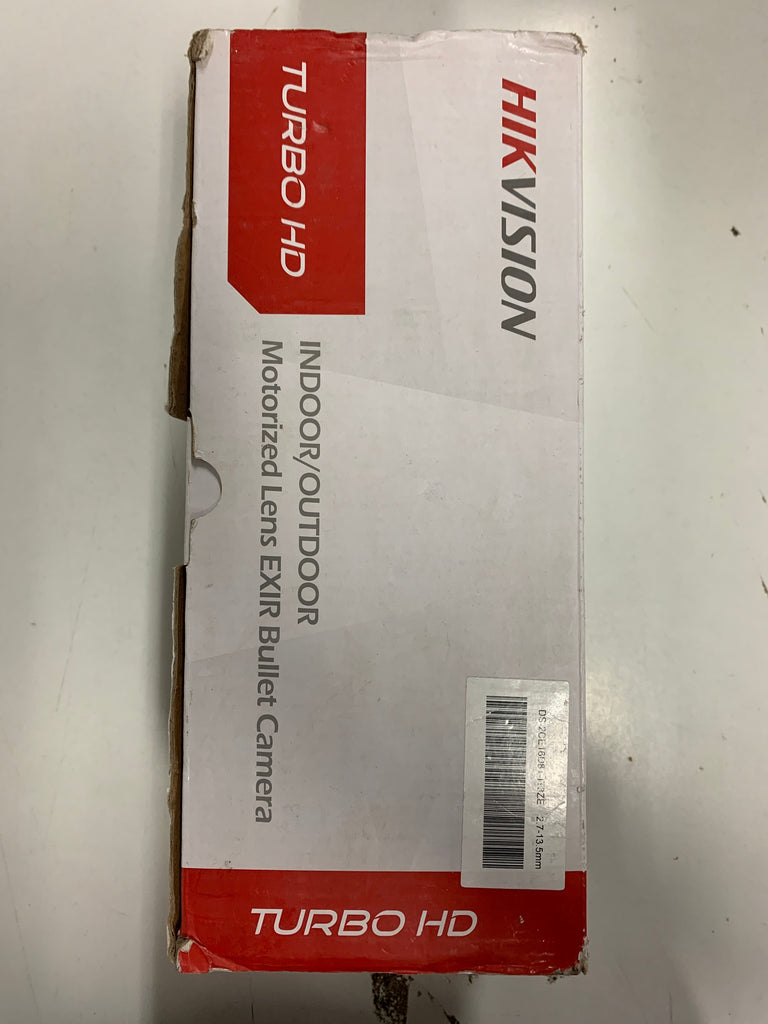 HIKVISION
TURBO HD
INDOOR/OUTDOOR
Motorized Lens EXIR Bullet Camera
2.7-13.5mm
TURBO HD